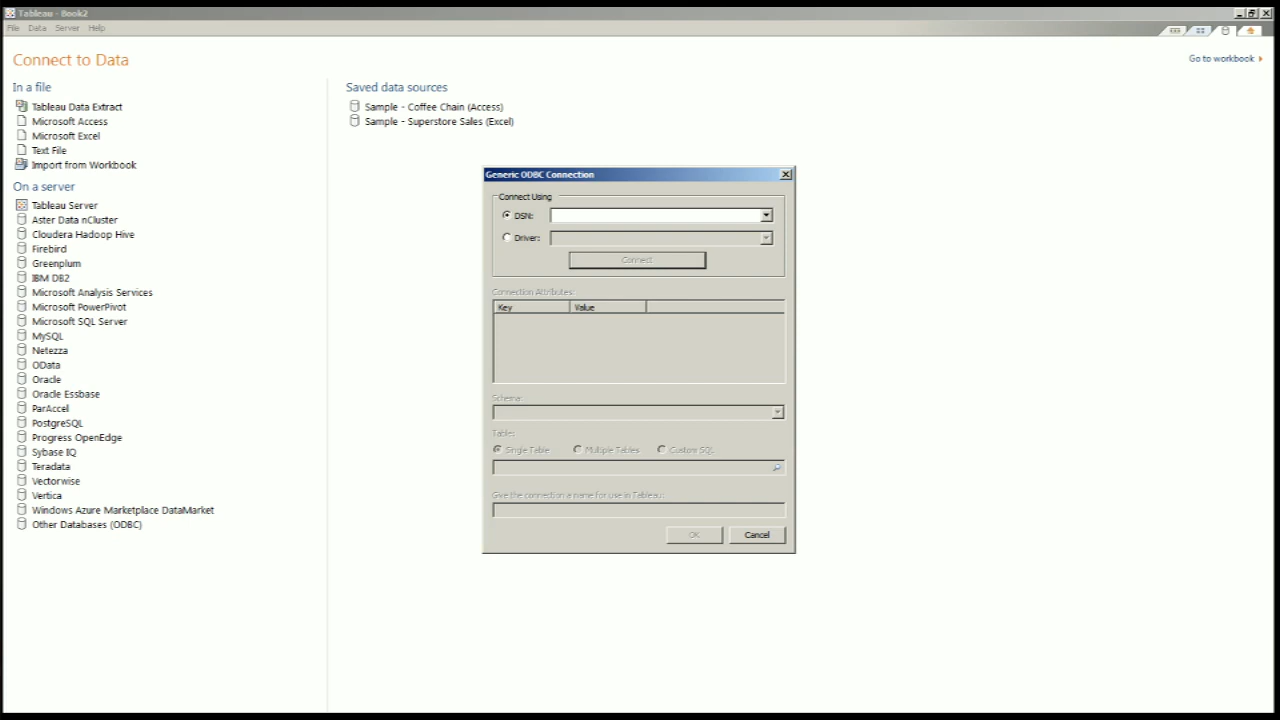 Tableau - Book2
File Data Server Help
Connect to Data
Go to workbook
In a file
Tableau Data Extract
Microsoft Access
Microsoft Excel
Text File
Import from Workbook
On a server
Tableau Server
Aster Data nCluster
Cloudera Hadoop Hive
Firebird
Greenplum
IBM DB2
Microsoft Analysis Services
Microsoft PowerPivot
Microsoft SQL Server
MySQL
Netezza
OData
Oracle
Oracle Essbase
ParAccel
PostgreSQL
Progress OpenEdge
Sybase IQ
Teradata
Vectorwise
Vertica
Windows Azure Marketplace DataMarket
Other Databases (ODBC)
Saved data sources
Sample - Coffee Chain (Access)
Sample - Superstore Sales (Excel)
Generic ODBC Connection
Connect Using
DSN:
Driver:
Connect
Connection Attributes:
Key Value
Schema:
Table:
Single Table Multiple Tables Custom SQL
Give the connection a name for use in Tableau:
OK Cancel